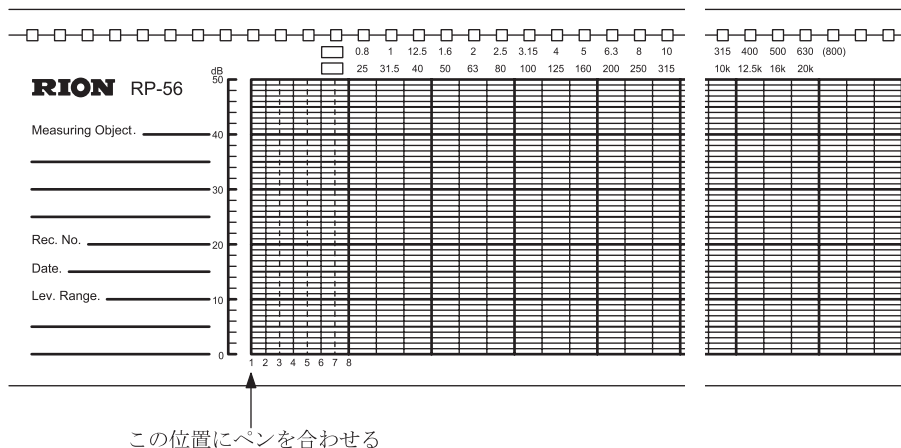 0.8 1 12.5 1.6 2 2.5 3.15 4 5 6.3 8 10 315 400 500 630 (800)
25 31.5 40 50 63 80 100 125 160 200 250 315 10k 12.5k 16k 20k
dB
RION RP-56
50
Measuring Object.
40
30
Rec. No.
20
Date.
Lev. Range.
10
0
1 2 3 4 5 6 7 8
この位置にペンを合わせる